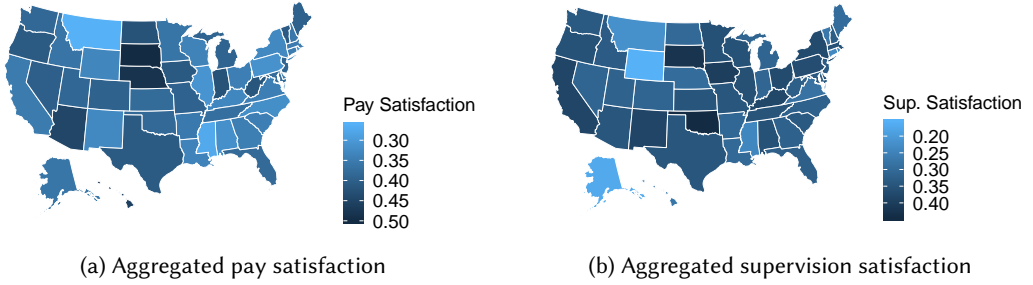 Pay Satisfaction
0.30
0.35
0.40
0.45
0.50
(a) Aggregated pay satisfaction
Sup. Satisfaction
0.20
0.25
0.30
0.35
0.40
(b) Aggregated supervision satisfaction